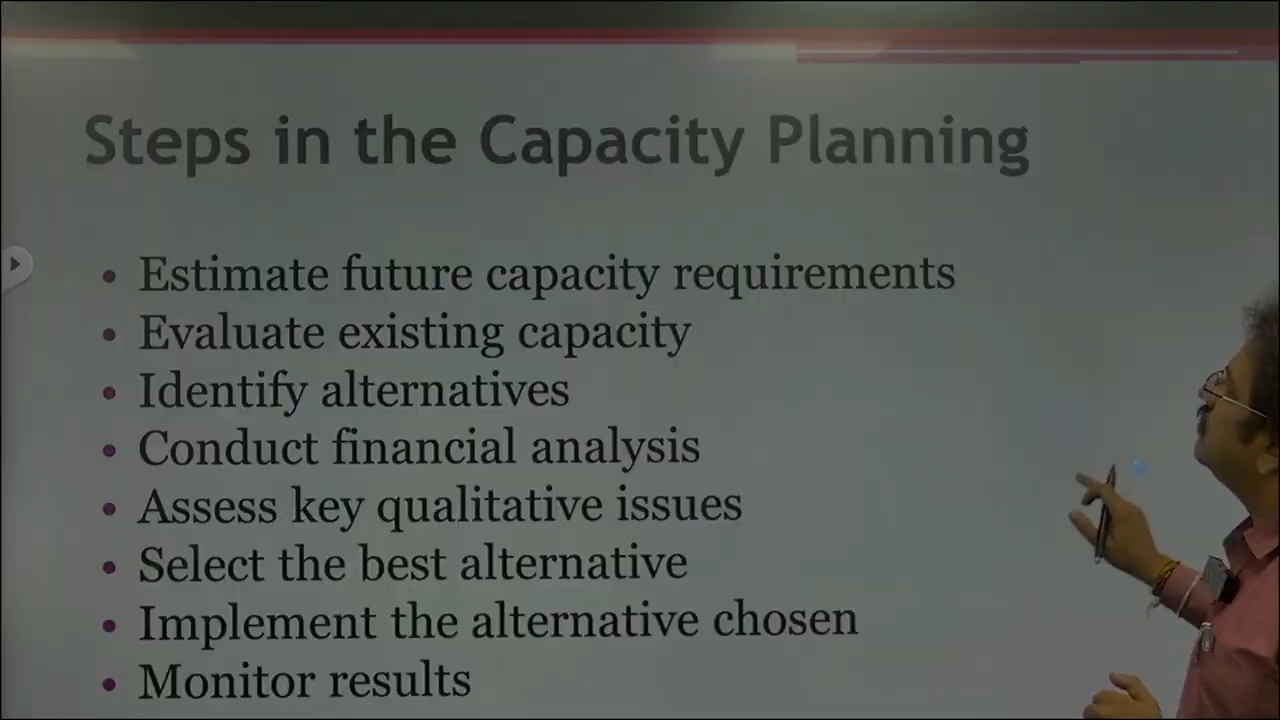 Steps in the Capacity Planning
• Estimate future capacity requirements
• Evaluate existing capacity
• Identify alternatives
• Conduct financial analysis
• Assess key qualitative issues
• Select the best alternative
• Implement the alternative chosen
• Monitor results